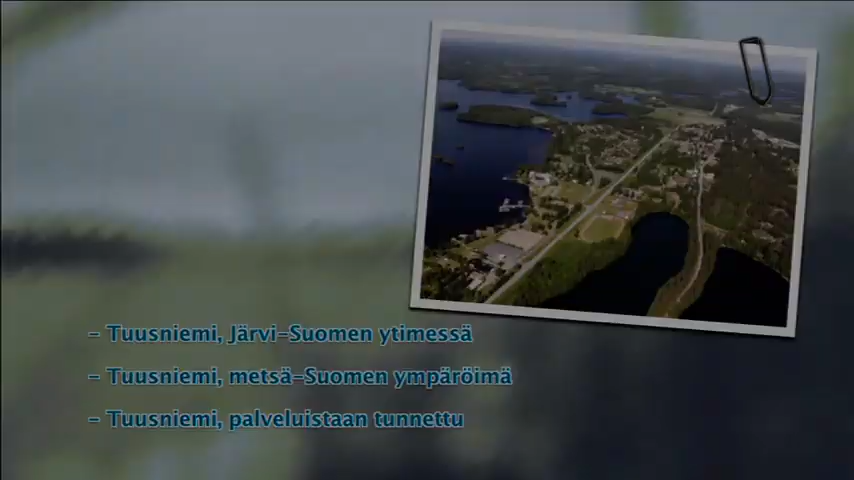 - Tuusniemi, Järvi-Suomen ytimessä
- Tuusniemi, metsä-Suomen ympäröimä
- Tuusniemi, palveluistaan tunnettu